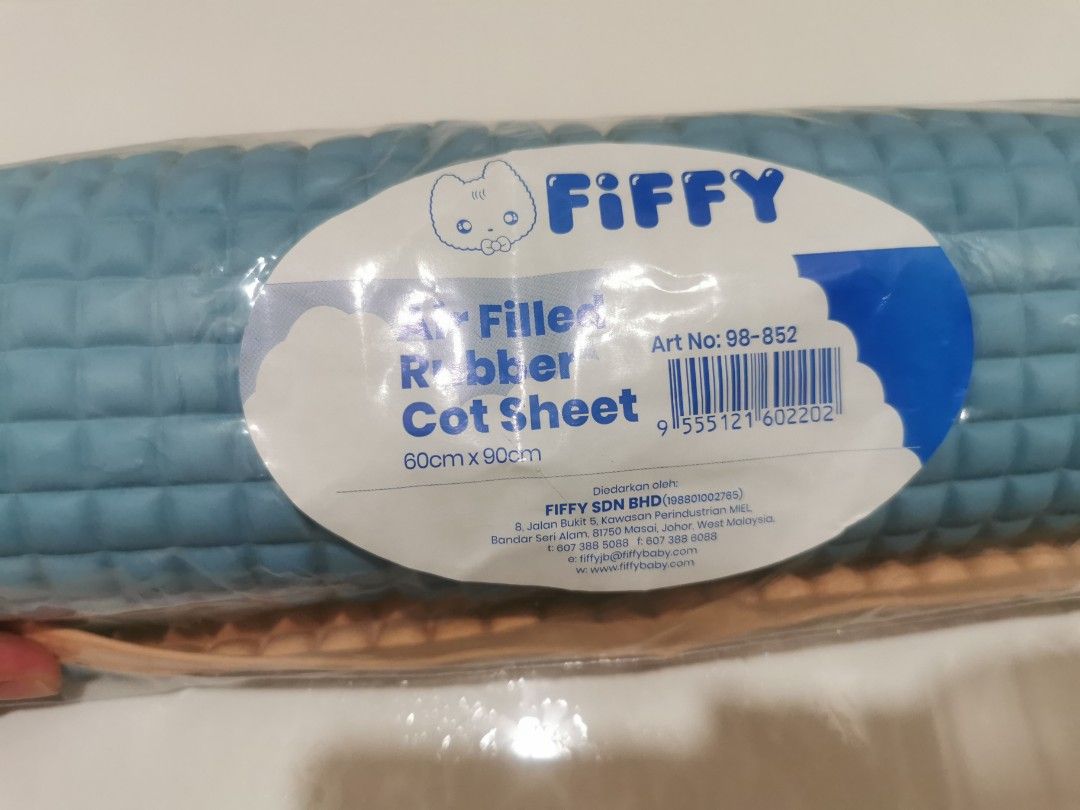 FiFFY
Air Filled
Rubber
Cot Sheet
60cm x 90cm
Art No: 98-852
9 555121 602202
Diedarkan oleh:
FIFFY SDN BHD (198801002765)
8, Jalan Bukit 5, Kawasan Perindustrian MIEL,
Bandar Seri Alam, 81750 Masai, Johor, West Malaysia.
t: 607 388 5088 f: 607 388 6088
e: fiffyjb@fiffybaby.com
w: www.fiffybaby.com